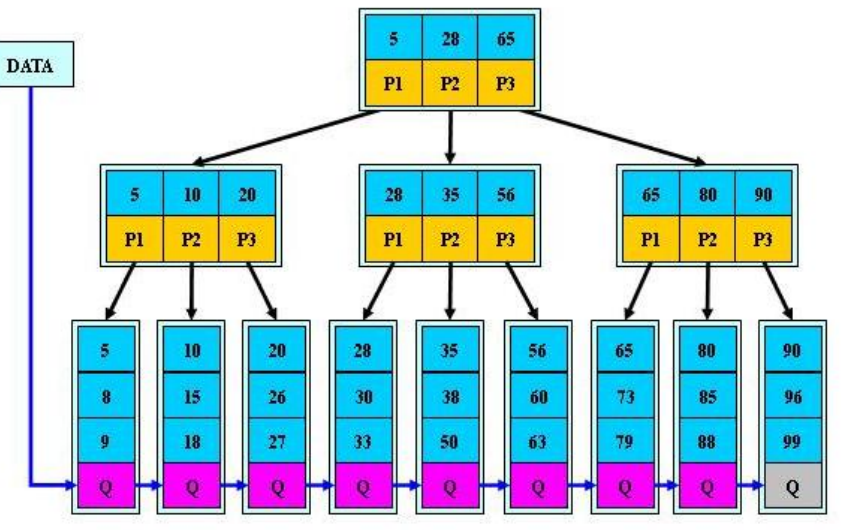 5 28 65
DATA
P1 P2 P3
5 10 20
28 35 56
65 80 90
P1 P2 P3
P1 P2 P3
P1 P2 P3
5 10 20 28 35 56 65 80 90
8 15 26 30 38 60 73 85 96
9 18 27 33 50 63 79 88 99
Q Q Q Q Q Q Q Q Q